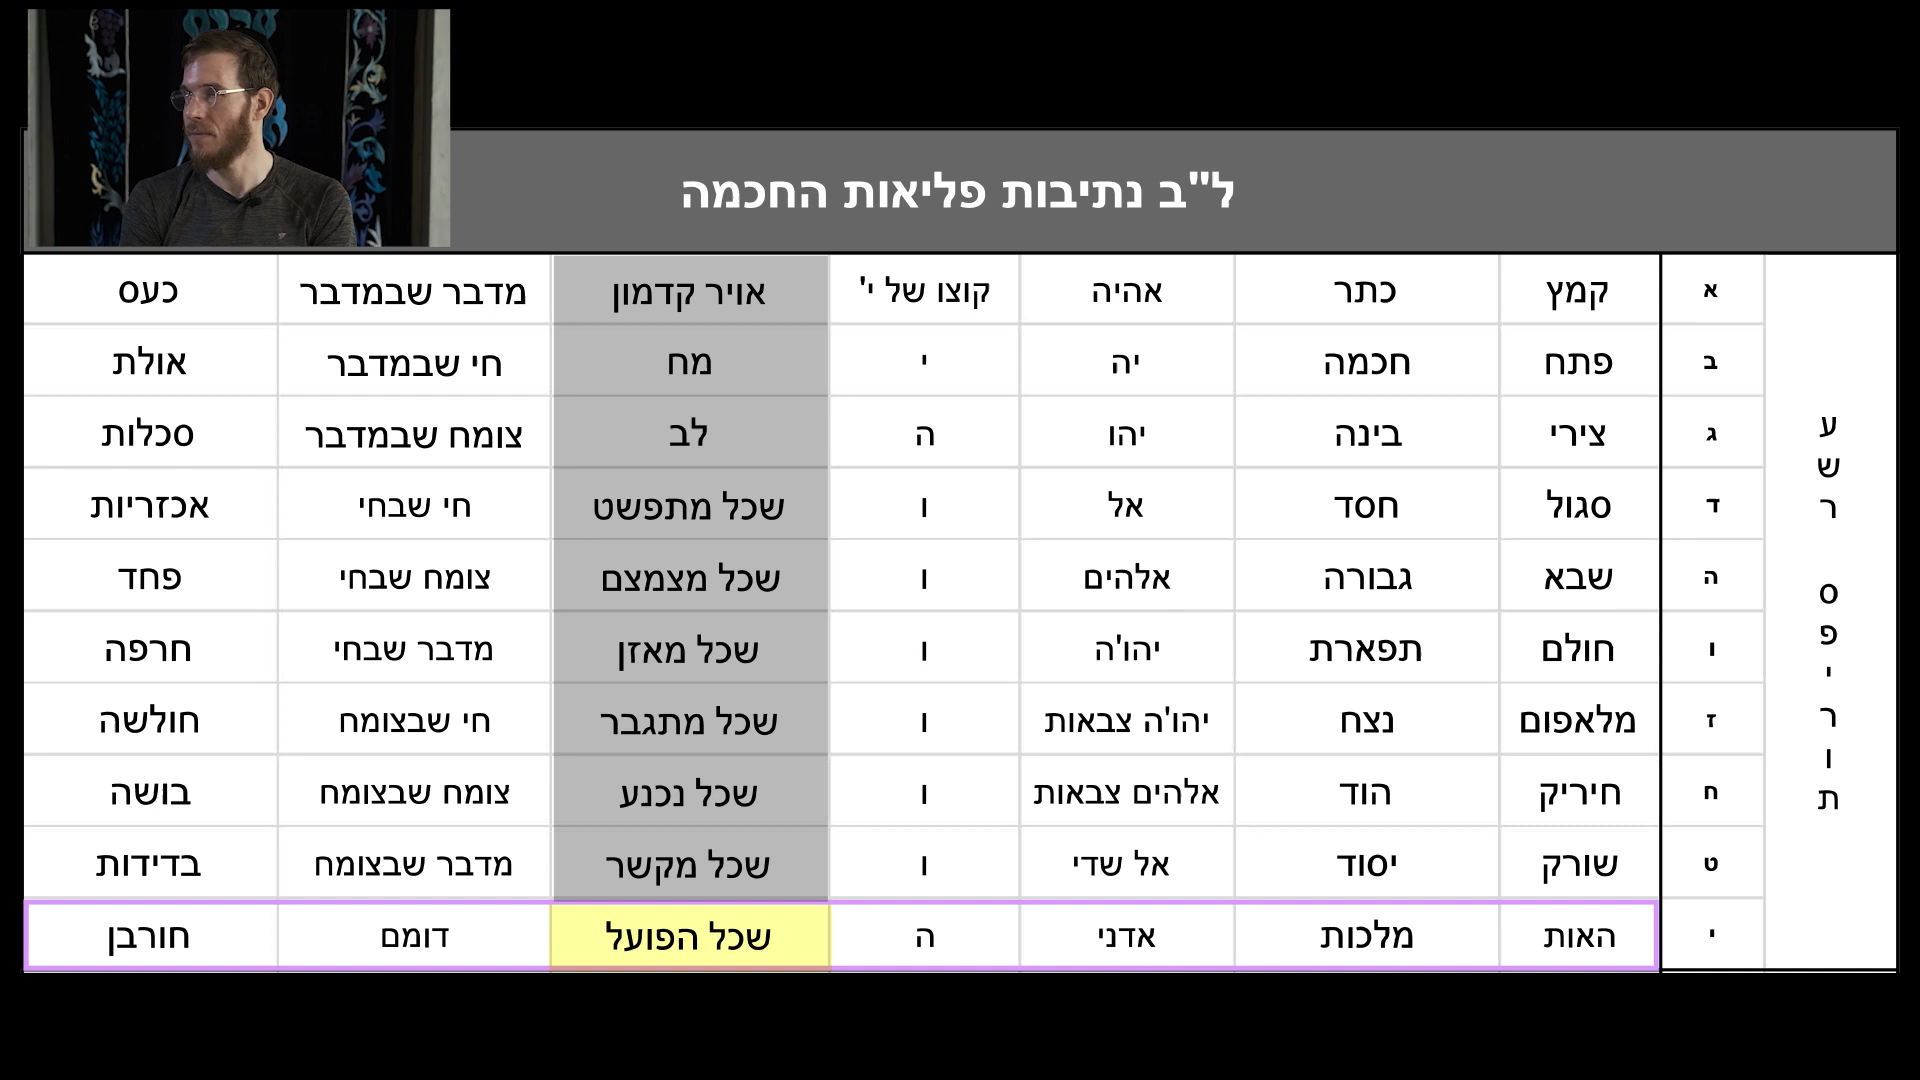 ל"ב נתיבות פליאות החכמה
עשר ספירות
א קמץ כתר אהיה קוצו של י' אויר קדמון מדבר שבמדבר כעס
ב פתח חכמה יה י מח חי שבמדבר אולת
ג צירי בינה יהו ה לב צומח שבמדבר סכלות
ד סגול חסד אל ו שכל מתפשט חי שבחי אכזריות
ה שבא גבורה אלהים ו שכל מצמצם צומח שבחי פחד
ו חולם תפארת יהו'ה ו שכל מאזן מדבר שבחי חרפה
ז מלאפום נצח יהו'ה צבאות ו שכל מתגבר חי שבצומח חולשה
ח חיריק הוד אלהים צבאות ו שכל נכנע צומח שבצומח בושה
ט שורק יסוד אל שדי ו שכל מקשר מדבר שבצומח בדידות
י האות מלכות אדני ה שכל הפועל דומם חורבן